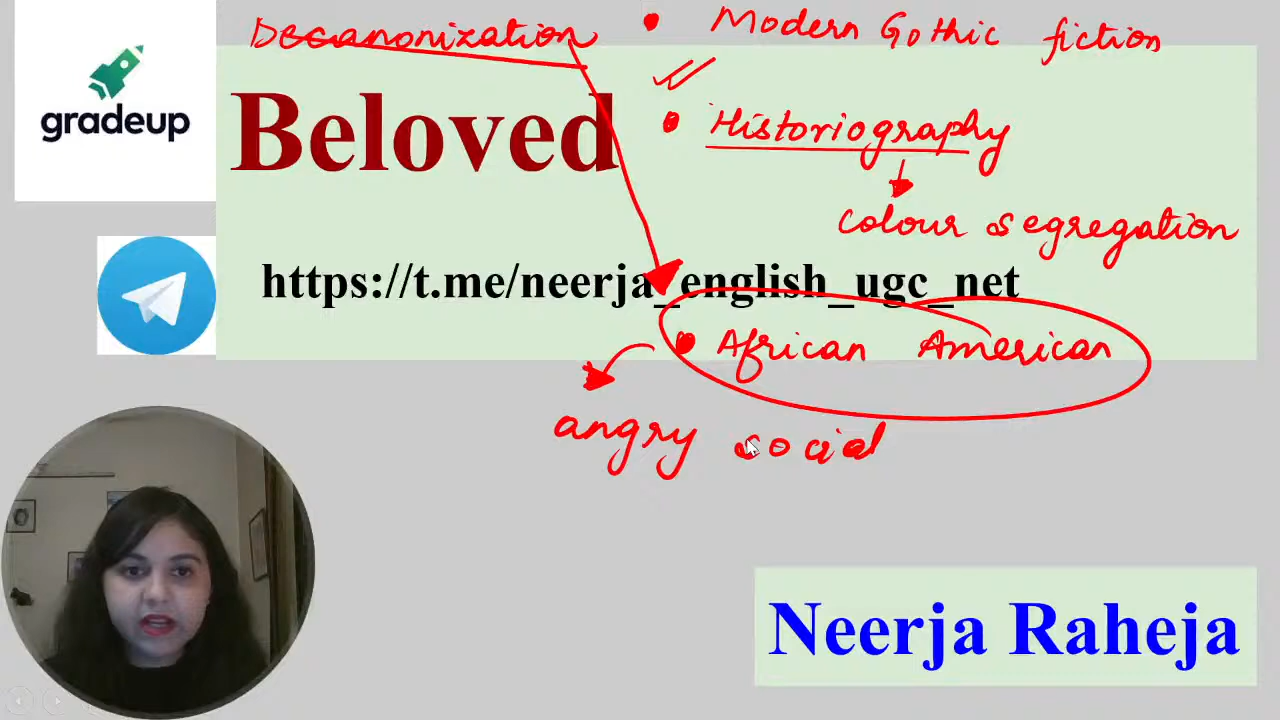 Decanonization
• Modern Gothic fiction
gradeup
Beloved
• Historiography
colour segregation
https://t.me/neerja_english_ugc_net
• African American
angry social
Neerja Raheja